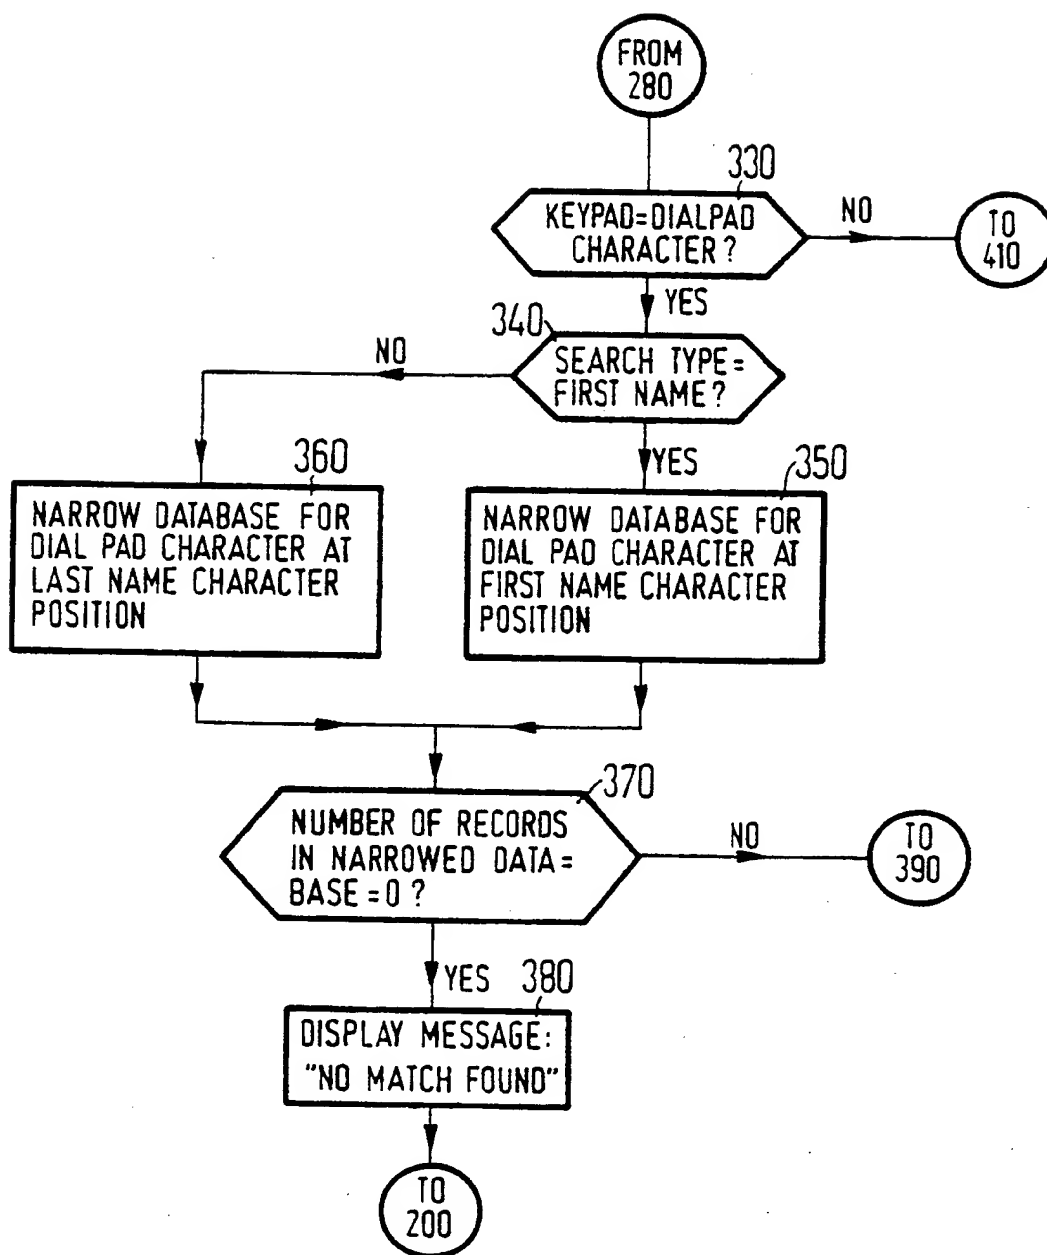 FROM
280
330
KEYPAD=DIALPAD
CHARACTER?
NO
TO
410
YES
340
SEARCH TYPE=
FIRST NAME?
NO
YES
360
NARROW DATABASE FOR
DIAL PAD CHARACTER AT
LAST NAME CHARACTER
POSITION
350
NARROW DATABASE FOR
DIAL PAD CHARACTER AT
FIRST NAME CHARACTER
POSITION
370
NUMBER OF RECORDS
IN NARROWED DATA=
BASE=0?
NO
TO
390
YES
380
DISPLAY MESSAGE:
"NO MATCH FOUND"
TO
200